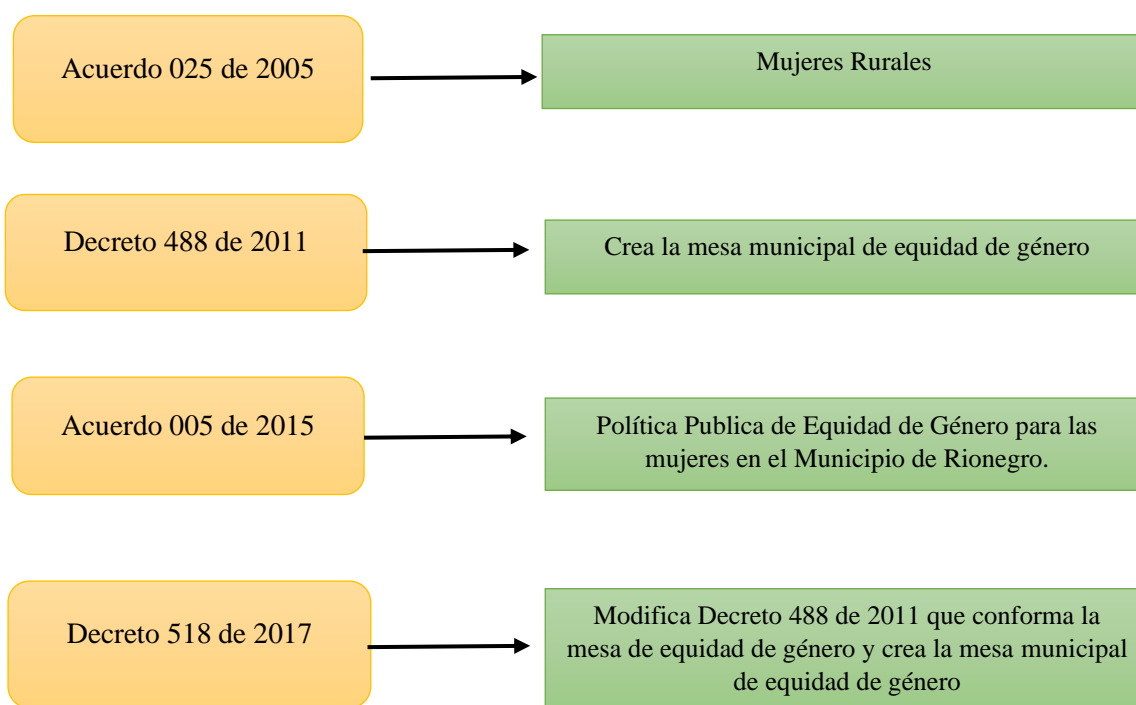 Acuerdo 025 de 2005
Mujeres Rurales
Decreto 488 de 2011
Crea la mesa municipal de equidad de género
Acuerdo 005 de 2015
Política Publica de Equidad de Género para las
mujeres en el Municipio de Rionegro.
Decreto 518 de 2017
Modifica Decreto 488 de 2011 que conforma la
mesa de equidad de género y crea la mesa municipal
de equidad de género